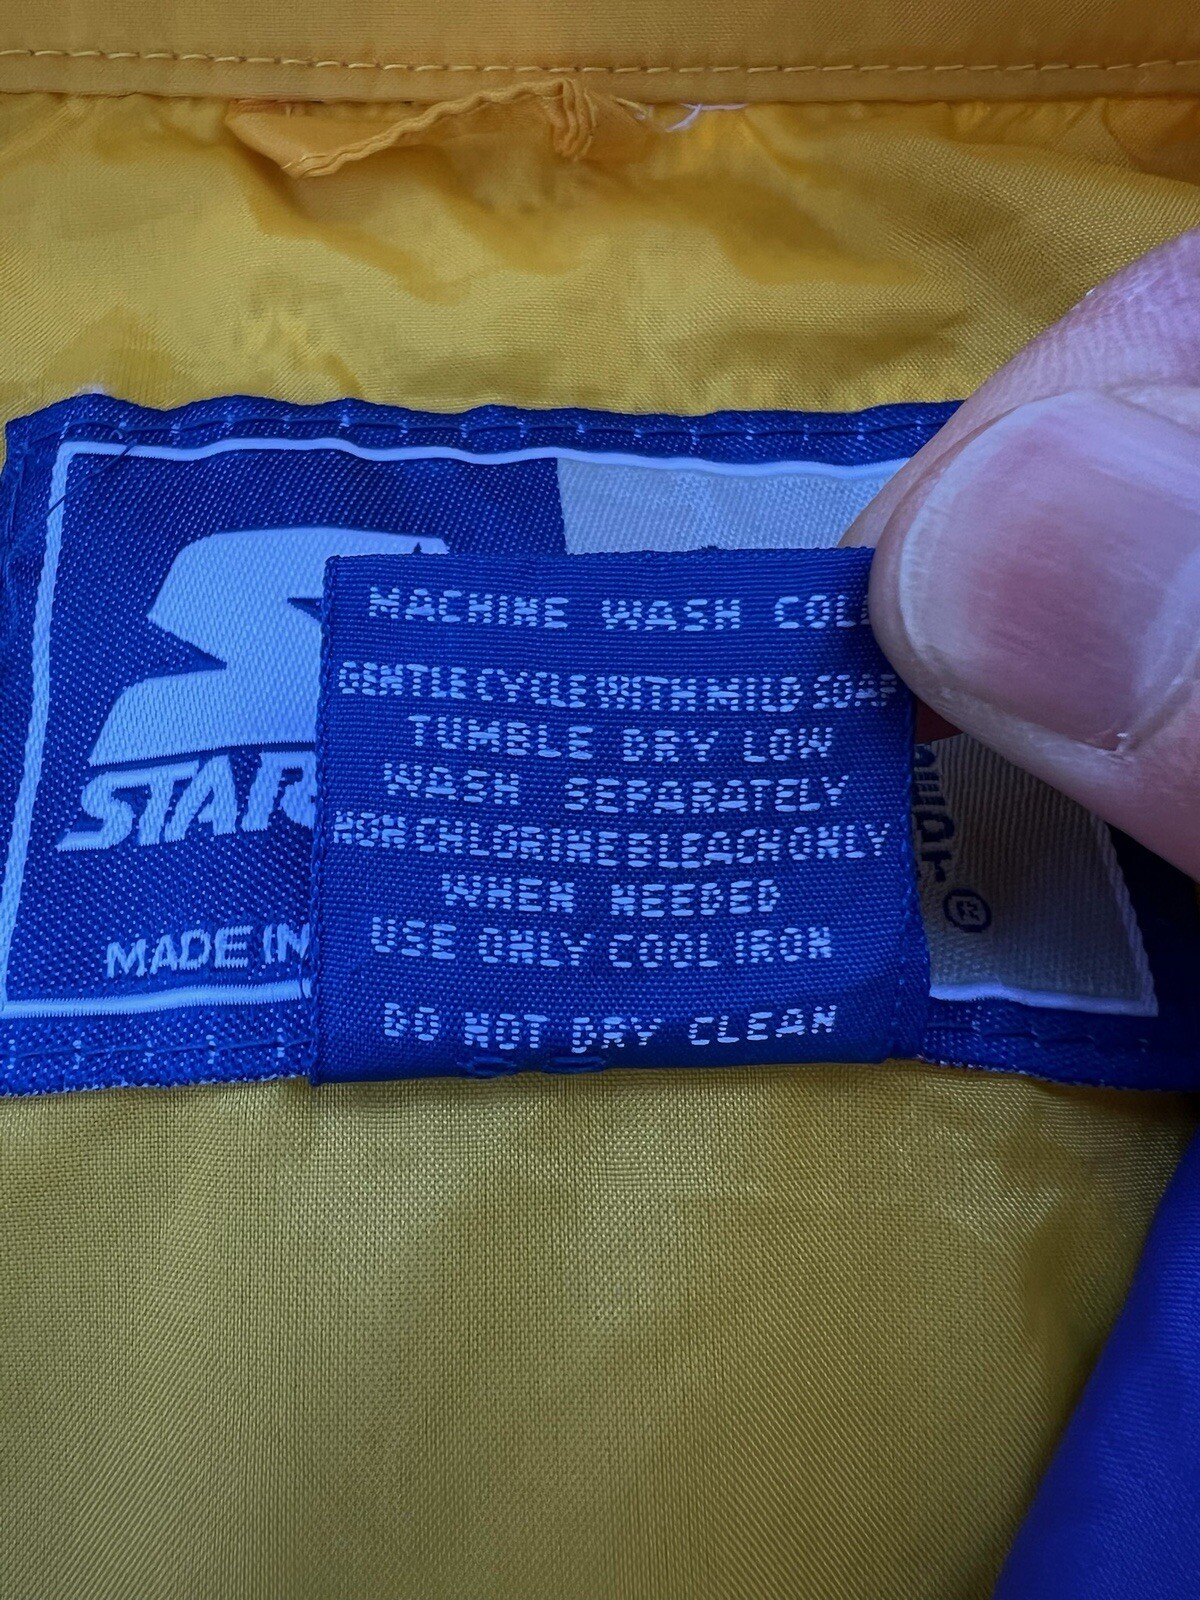 MACHINE WASH COL
GENTLE CYCLE WITH MILD SOAP
TUMBLE DRY LOW
WASH SEPARATELY
NON CHLORINE BLEACH ONLY
WHEN NEEDED
USE ONLY COOL IRON
DO NOT DRY CLEAN
STAR
MADE IN